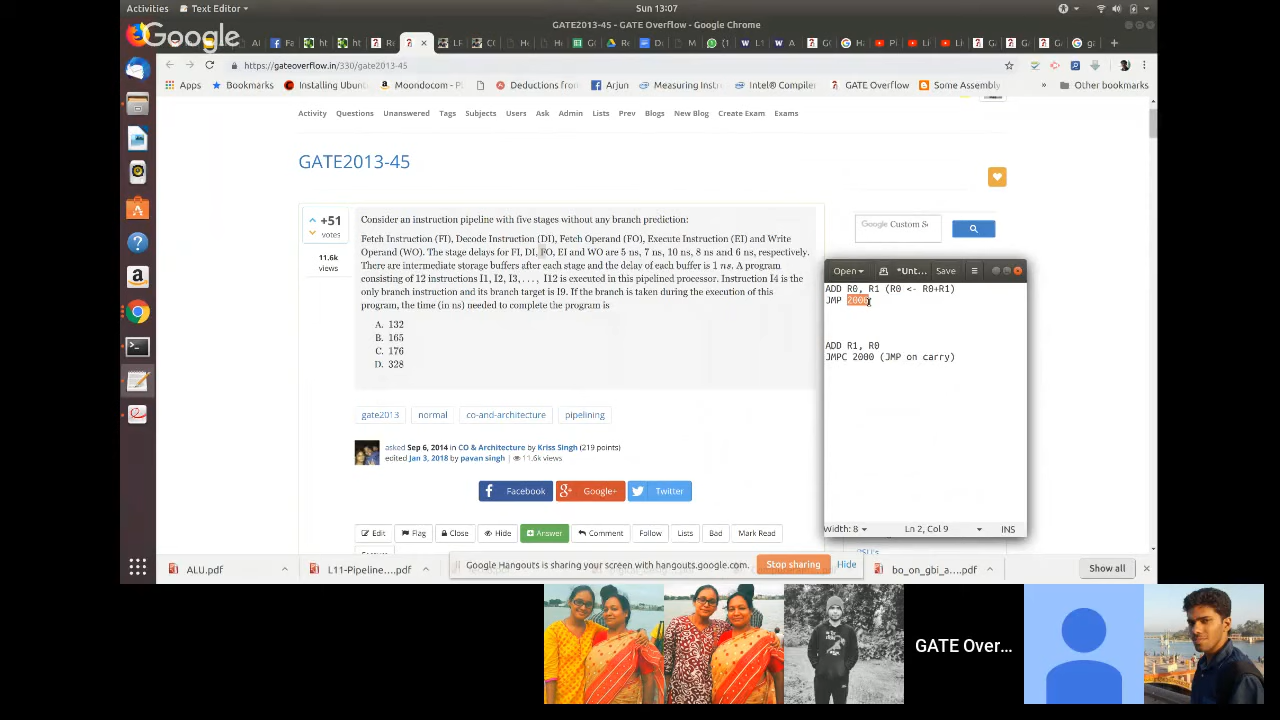 Activities
Text Editor
Sun 13:07
Google
GATE2013-45 - GATE Overflow - Google Chrome
https://gateoverflow.in/330/gate2013-45
Apps
Bookmarks
Installing Ubunt
Moondocom - P
Deductions from
Arjun
Measuring Instr
Intel® Compiler
GATE Overflow
Some Assembly
»
Other bookmarks
Activity Questions Unanswered Tags Subjects Users Ask Admin Lists Prev Blogs New Blog Create Exam Exams
GATE2013-45
+51
votes
11.6k
views
Consider an instruction pipeline with five stages without any branch prediction:
Fetch Instruction (FI), Decode Instruction (DI), Fetch Operand (FO), Execute Instruction (EI) and Write
Operand (WO). The stage delays for FI, DI, FO, EI and WO are 5 ns, 7 ns, 10 ns, 8 ns and 6 ns, respectively.
There are intermediate storage buffers after each stage and the delay of each buffer is 1 ns. A program
consisting of 12 instructions I1, I2, I3, . . . , I12 is executed in this pipelined processor. Instruction I4 is the
only branch instruction and its branch target is I9. If the branch is taken during the execution of this
program, the time (in ns) needed to complete the program is
A. 132
B. 165
C. 176
D. 328
gate2013 normal co-and-architecture pipelining
asked Sep 6, 2014 in CO & Architecture by Kriss Singh (219 points)
edited Jan 3, 2018 by pavan singh | 11.6k views
Facebook Google+ Twitter
Edit Flag Close Hide Answer Comment Follow Lists Bad Mark Read
Google Custom S
Open
*Unt...
Save
ADD R0, R1 (R0 <- R0+R1)
JMP 2006
ADD R1, R0
JMPC 2000 (JMP on carry)
Width: 8
Ln 2, Col 9
INS
ALU.pdf
L11-Pipeline....pdf
Google Hangouts is sharing your screen with hangouts.google.com.
Stop sharing
Hide
bo_on_gbi_a....pdf
Show all
GATE Over...